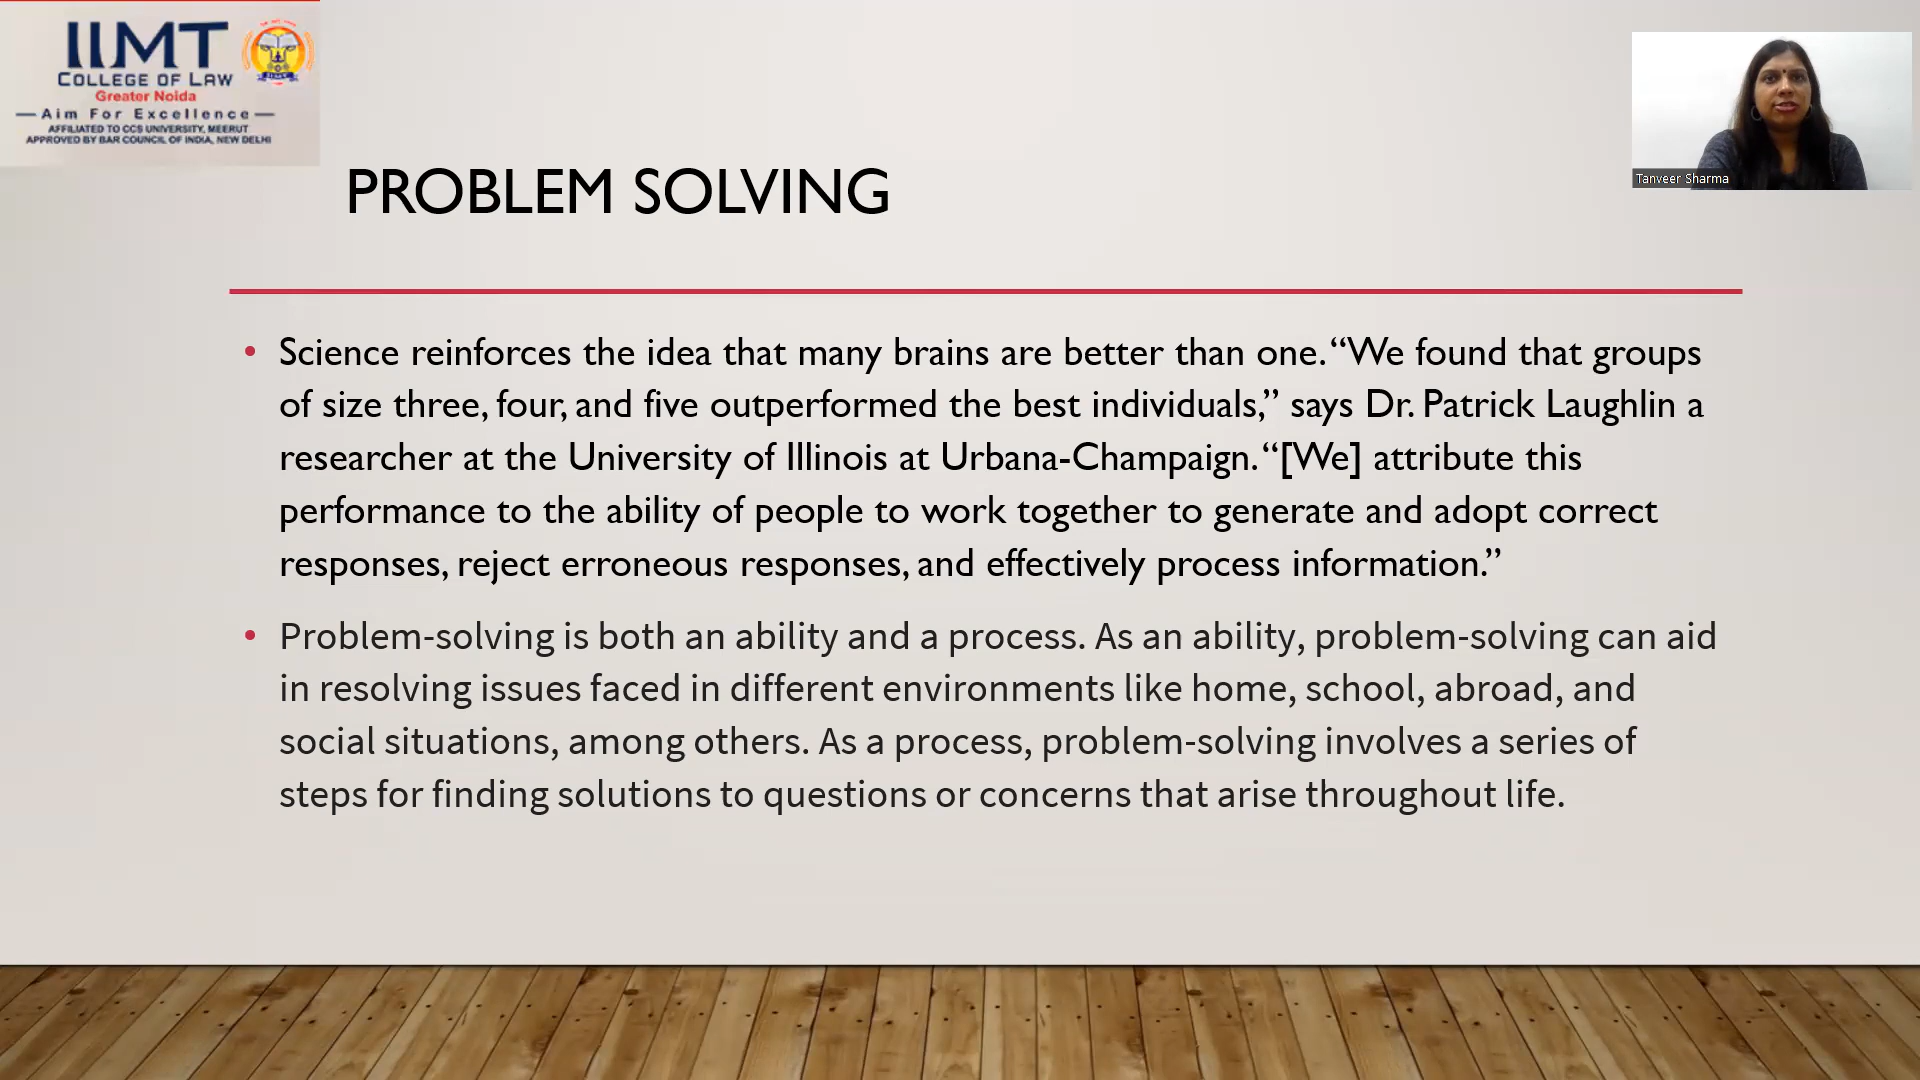 IIMT
COLLEGE OF LAW
Greater Noida
Aim For Excellence
AFFILIATED TO CCS UNIVERSITY, MEERUT
APPROVED BY BAR COUNCIL OF INDIA, NEW DELHI
Tanveer Sharma
PROBLEM SOLVING
• Science reinforces the idea that many brains are better than one. “We found that groups
of size three, four, and five outperformed the best individuals,” says Dr. Patrick Laughlin a
researcher at the University of Illinois at Urbana-Champaign. “[We] attribute this
performance to the ability of people to work together to generate and adopt correct
responses, reject erroneous responses, and effectively process information.”
• Problem-solving is both an ability and a process. As an ability, problem-solving can aid
in resolving issues faced in different environments like home, school, abroad, and
social situations, among others. As a process, problem-solving involves a series of
steps for finding solutions to questions or concerns that arise throughout life.